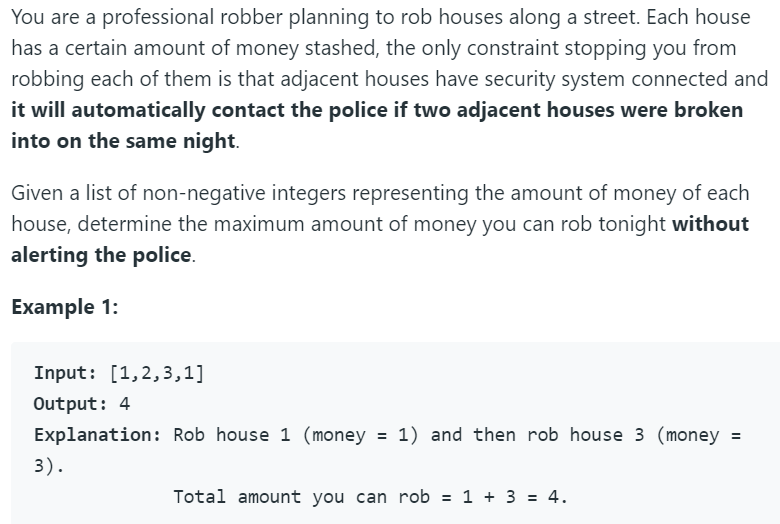 You are a professional robber planning to rob houses along a street. Each house
has a certain amount of money stashed, the only constraint stopping you from
robbing each of them is that adjacent houses have security system connected and
it will automatically contact the police if two adjacent houses were broken
into on the same night.
Given a list of non-negative integers representing the amount of money of each
house, determine the maximum amount of money you can rob tonight without
alerting the police.
Example 1:
Input: [1,2,3,1]
Output: 4
Explanation: Rob house 1 (money = 1) and then rob house 3 (money =
3).
Total amount you can rob = 1 + 3 = 4.